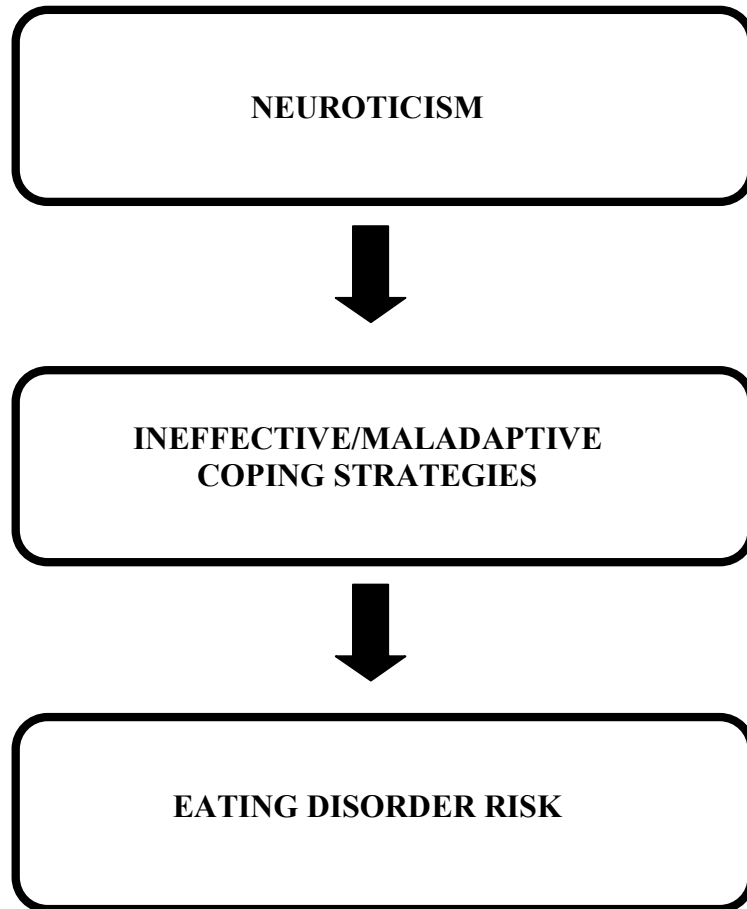 NEUROTICISM
INEFFECTIVE/MALADAPTIVE
COPING STRATEGIES
EATING DISORDER RISK